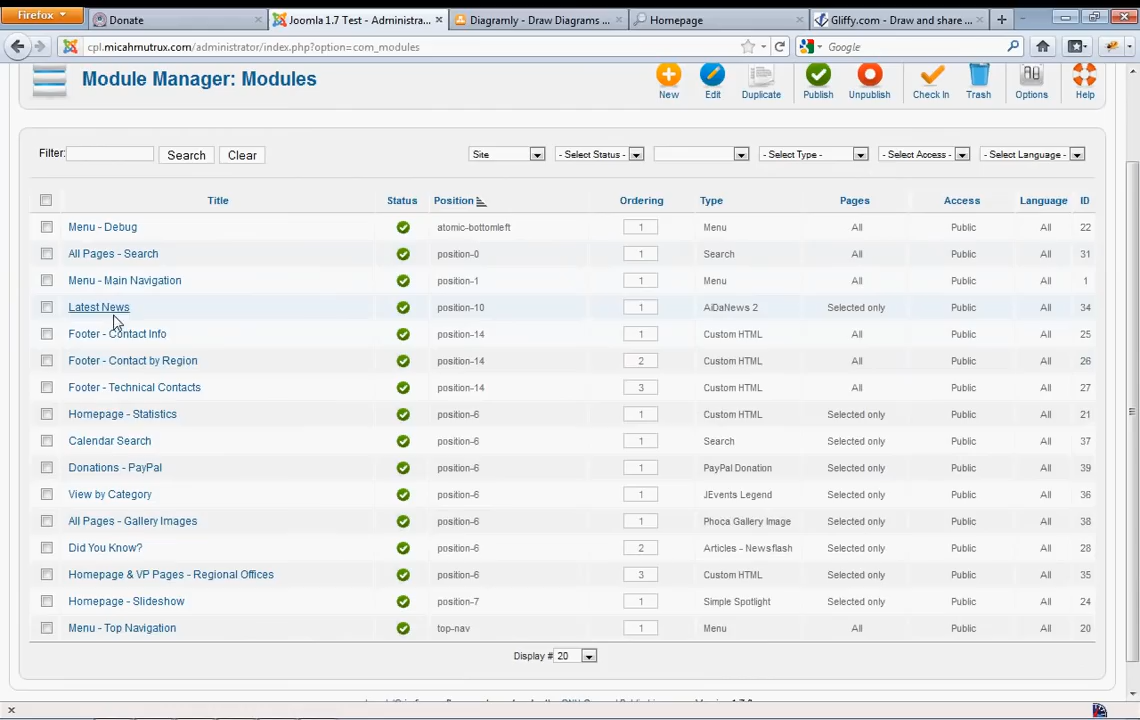 Firefox
Donate
Joomla 1.7 Test - Administra...
Diagramly - Draw Diagrams ...
Homepage
Gliffy.com - Draw and share ...
cpl.micahmutrux.com/administrator/index.php?option=com_modules
Google
Module Manager: Modules
New Edit Duplicate Publish Unpublish Check In Trash Options Help
Filter: Search Clear Site - Select Status - - Select Type - - Select Access - - Select Language -
Title Status Position Ordering Type Pages Access Language ID
Menu - Debug atomic-bottomleft 1 Menu All Public All 22
All Pages - Search position-0 1 Search All Public All 31
Menu - Main Navigation position-1 1 Menu All Public All 1
Latest News position-10 1 AiDaNews 2 Selected only Public All 34
Footer - Contact Info position-14 1 Custom HTML All Public All 25
Footer - Contact by Region position-14 2 Custom HTML All Public All 26
Footer - Technical Contacts position-14 3 Custom HTML All Public All 27
Homepage - Statistics position-6 1 Custom HTML Selected only Public All 21
Calendar Search position-6 1 Search Selected only Public All 37
Donations - PayPal position-6 1 PayPal Donation Selected only Public All 39
View by Category position-6 1 JEvents Legend Selected only Public All 36
All Pages - Gallery Images position-6 1 Phoca Gallery Image Selected only Public All 38
Did You Know? position-6 2 Articles - Newsflash Selected only Public All 28
Homepage & VP Pages - Regional Offices position-6 3 Custom HTML Selected only Public All 35
Homepage - Slideshow position-7 1 Simple Spotlight Selected only Public All 24
Menu - Top Navigation top-nav 1 Menu All Public All 20
Display # 20